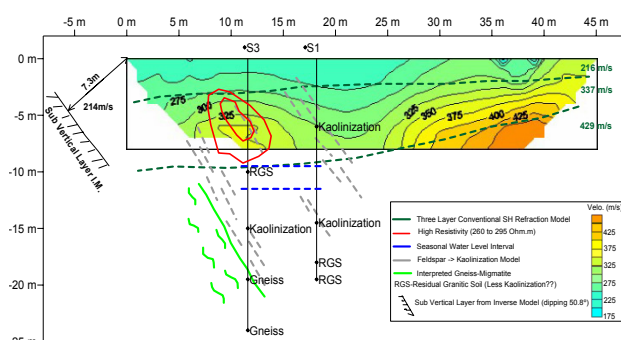 -5 m 0 m 5 m 10 m 15 m 20 m 25 m 30 m 35 m 40 m 45 m
S3 S1
0 m
-5 m
-10 m
-15 m
-20 m
7.3m
214m/s
Sub Vertical Layer I.M.
275
300
325
325
350
375
400
425
216 m/s
337 m/s
429 m/s
Kaolinization
RGS
Kaolinization
Kaolinization
RGS
Gneiss
RGS
Gneiss
Three Layer Conventional SH Refraction Model
High Resistivity (260 to 295 Ohm.m)
Seasonal Water Level Interval
Feldspar -> Kaolinization Model
Interpreted Gneiss-Migmatite
RGS-Residual Granitic Soil (Less Kaolinization??)
Sub Vertical Layer from Inverse Model (dipping 50.8º)
Velo. (m/s)
425
375
325
275
225
175